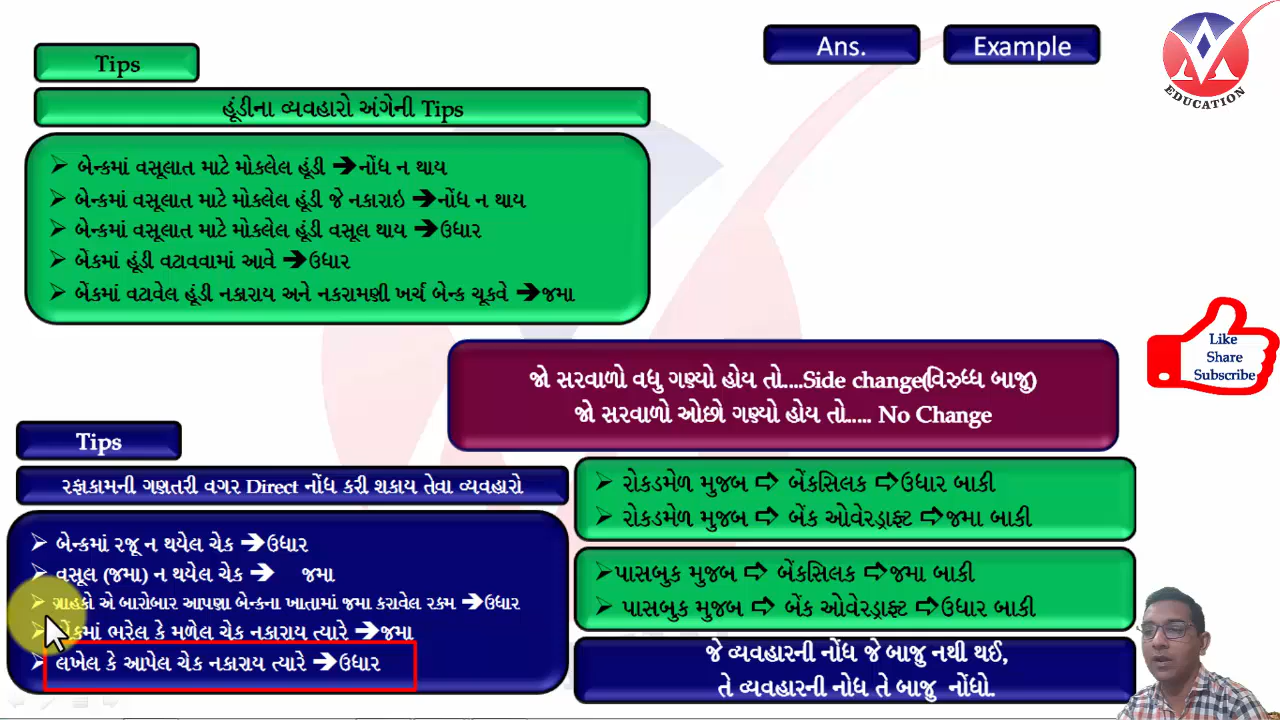 Ans.
Example
EDUCATION
Tips
હૂંડીના વ્યવહારો અંગેની Tips
➢ બેન્કમાં વસૂલાત માટે મોકલેલ હૂંડી ➔નોંધ ન થાય
➢ બેન્કમાં વસૂલાત માટે મોકલેલ હૂંડી જે નકારાઇ ➔નોંધ ન થાય
➢ બેન્કમાં વસૂલાત માટે મોકલેલ હૂંડી વસૂલ થાય ➔ઉધાર
➢ બેંકમાં હૂંડી વટાવવામાં આવે ➔ઉધાર
➢ બેંકમાં વટાવેલ હૂંડી નકારાય અને નકરામણી ખર્ચ બેન્ક ચૂકવે ➔જમા
Like
Share
Subscribe
જો સરવાળો વધુ ગણ્યો હોય તો....Side change(વિરુધ્ધ બાજુ)
જો સરવાળો ઓછો ગણ્યો હોય તો..... No Change
Tips
રફાકામની ગણતરી વગર Direct નોંધ કરી શકાય તેવા વ્યવહારો
➢ બેન્કમાં રજૂ ન થયેલ ચેક ➔ઉધાર
➢ વસૂલ (જમા) ન થયેલ ચેક ➔ જમા
➢ ગ્રાહકો એ બારોબાર આપણા બેન્કના ખાતામાં જમા કરાવેલ રકમ ➔ઉધાર
➢ બેંકમાં ભરેલ કે મળેલ ચેક નકારાય ત્યારે ➔જમા
➢ લખેલ કે આપેલ ચેક નકારાય ત્યારે ➔ઉધાર
➢ રોકડમેળ મુજબ ⇨ બેંકસિલક ⇨ઉધાર બાકી
➢ રોકડમેળ મુજબ ⇨ બેંક ઓવેરડ્રાફ્ટ ⇨જમા બાકી
➢પાસબુક મુજબ ⇨ બેંકસિલક ⇨જમા બાકી
➢ પાસબુક મુજબ ⇨ બેંક ઓવેરડ્રાફ્ટ ⇨ઉધાર બાકી
જે વ્યવહારની નોંધ જે બાજુ નથી થઈ,
તે વ્યવહારની નોધ તે બાજુ નોંધો.